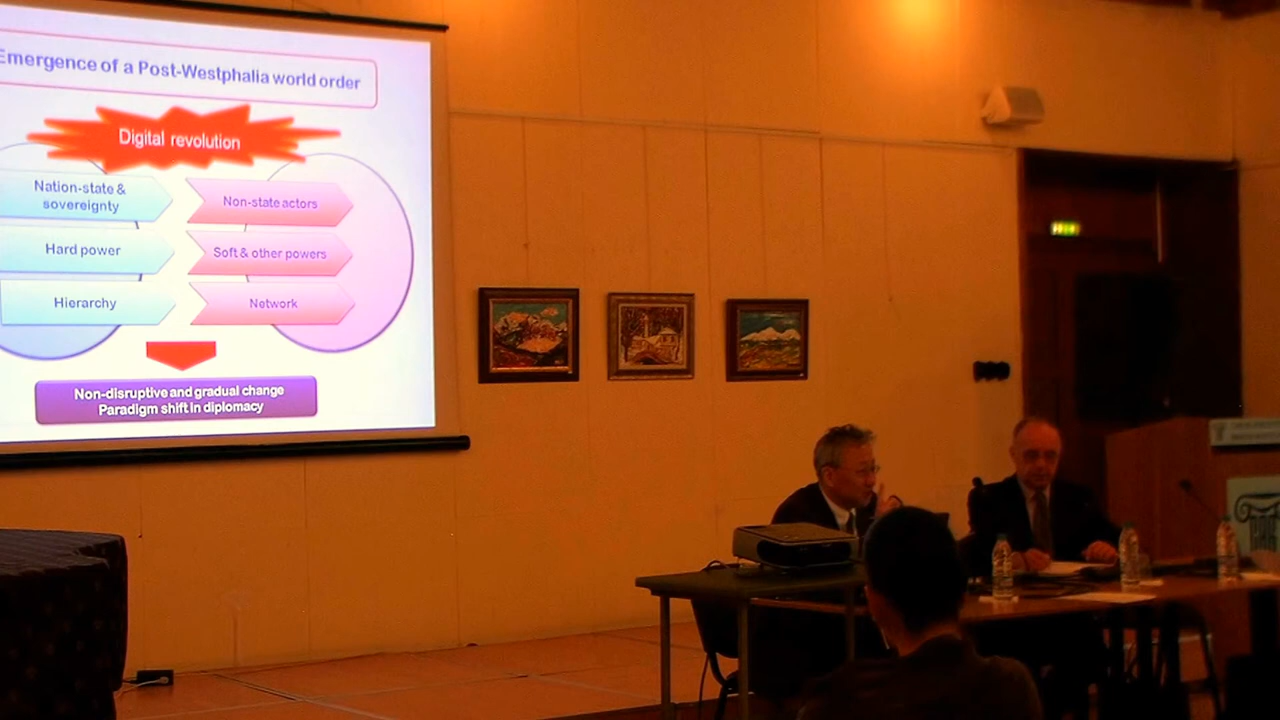 Emergence of a Post-Westphalia world order
Digital revolution
Nation-state &
sovereignty
Non-state actors
Hard power
Soft & other powers
Hierarchy
Network
Non-disruptive and gradual change
Paradigm shift in diplomacy